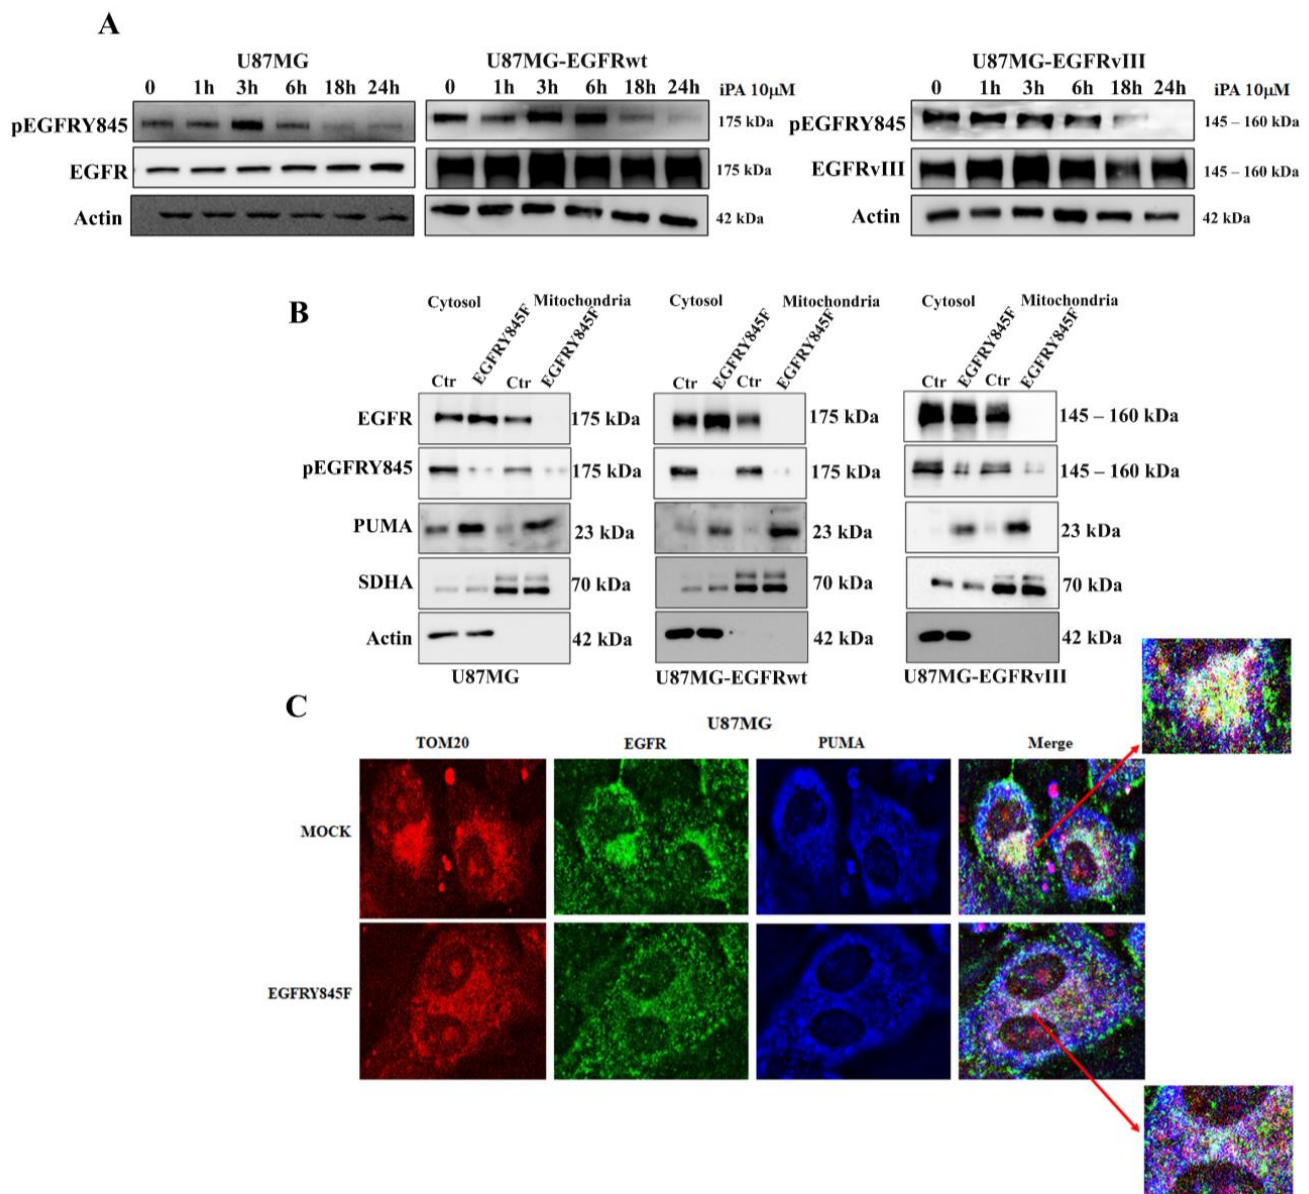 A
U87MG U87MG-EGFRwt U87MG-EGFRvIII
0 1h 3h 6h 18h 24h 0 1h 3h 6h 18h 24h iPA 10μM 0 1h 3h 6h 18h 24h iPA 10μM
pEGFRY845 175 kDa pEGFRY845 145 – 160 kDa
EGFR 175 kDa EGFRvIII 145 – 160 kDa
Actin 42 kDa Actin 42 kDa
B
Cytosol Mitochondria Cytosol Mitochondria Cytosol Mitochondria
Ctr EGFRY845F Ctr EGFRY845F Ctr EGFRY845F Ctr EGFRY845F Ctr EGFRY845F Ctr EGFRY845F
EGFR 175 kDa 175 kDa 145 – 160 kDa
pEGFRY845 175 kDa 175 kDa 145 – 160 kDa
PUMA 23 kDa 23 kDa 23 kDa
SDHA 70 kDa 70 kDa 70 kDa
Actin 42 kDa 42 kDa 42 kDa
U87MG U87MG-EGFRwt U87MG-EGFRvIII
C
U87MG
TOM20 EGFR PUMA Merge
MOCK
EGFRY845F